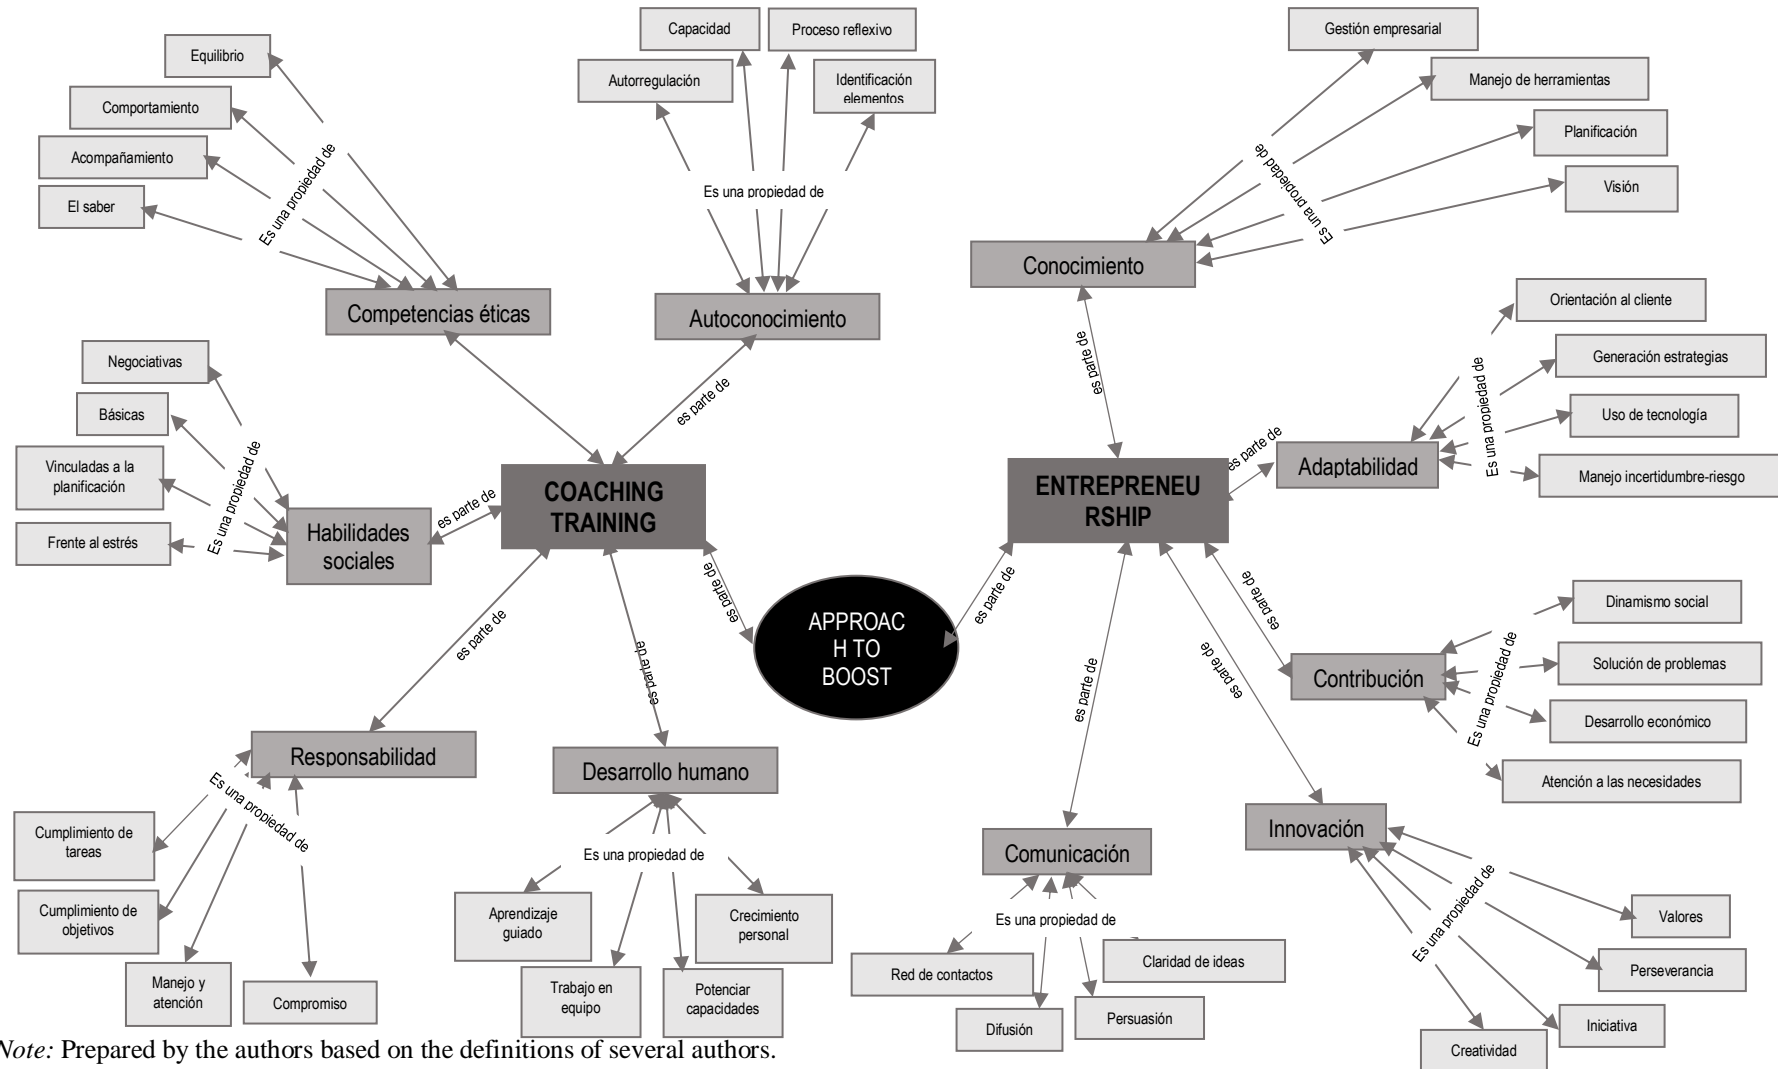 Capacidad
Proceso reflexivo
Gestión empresarial
Equilibrio
Autorregulación
Identificación
elementos
Manejo de herramientas
Comportamiento
Planificación
Acompañamiento
Visión
El saber
Es una propiedad de
Es una propiedad de
Es una propiedad de
Competencias éticas
Autoconocimiento
Conocimiento
Orientación al cliente
Generación estrategias
Uso de tecnología
Manejo incertidumbre-riesgo
Es una propiedad de
Adaptabilidad
es parte de
es parte de
es parte de
Negociativas
Básicas
Vinculadas a la
planificación
Frente al estrés
Es una propiedad de
Habilidades
sociales
es parte de
COACHING
TRAINING
ENTREPRENEU
RSHIP
es parte de
es parte de
APPROAC
H TO
BOOST
es parte de
es parte de
es parte de
es parte de
es parte de
Dinamismo social
Solución de problemas
Desarrollo económico
Atención a las necesidades
Es una propiedad de
Contribución
Responsabilidad
Desarrollo humano
Es una propiedad de
Cumplimiento de
tareas
Cumplimiento de
objetivos
Manejo y
atención
Compromiso
Es una propiedad de
Aprendizaje
guiado
Trabajo en
equipo
Potenciar
capacidades
Crecimiento
personal
Comunicación
Es una propiedad de
Red de contactos
Difusión
Persuasión
Claridad de ideas
Innovación
Es una propiedad de
Valores
Perseverancia
Iniciativa
Creatividad
Note: Prepared by the authors based on the definitions of several authors.